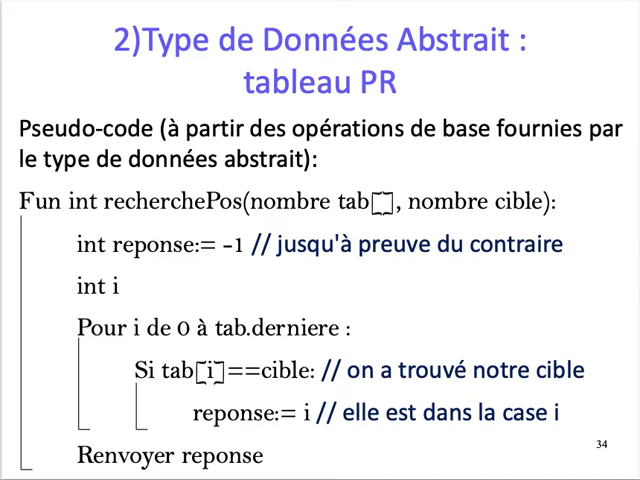 2)Type de Données Abstrait :
tableau PR
Pseudo-code (à partir des opérations de base fournies par
le type de données abstrait):
Fun int recherchePos(nombre tab[], nombre cible):
int reponse:= -1 // jusqu'à preuve du contraire
int i
Pour i de 0 à tab.derniere :
Si tab[i]==cible: // on a trouvé notre cible
reponse:= i // elle est dans la case i
Renvoyer reponse
34